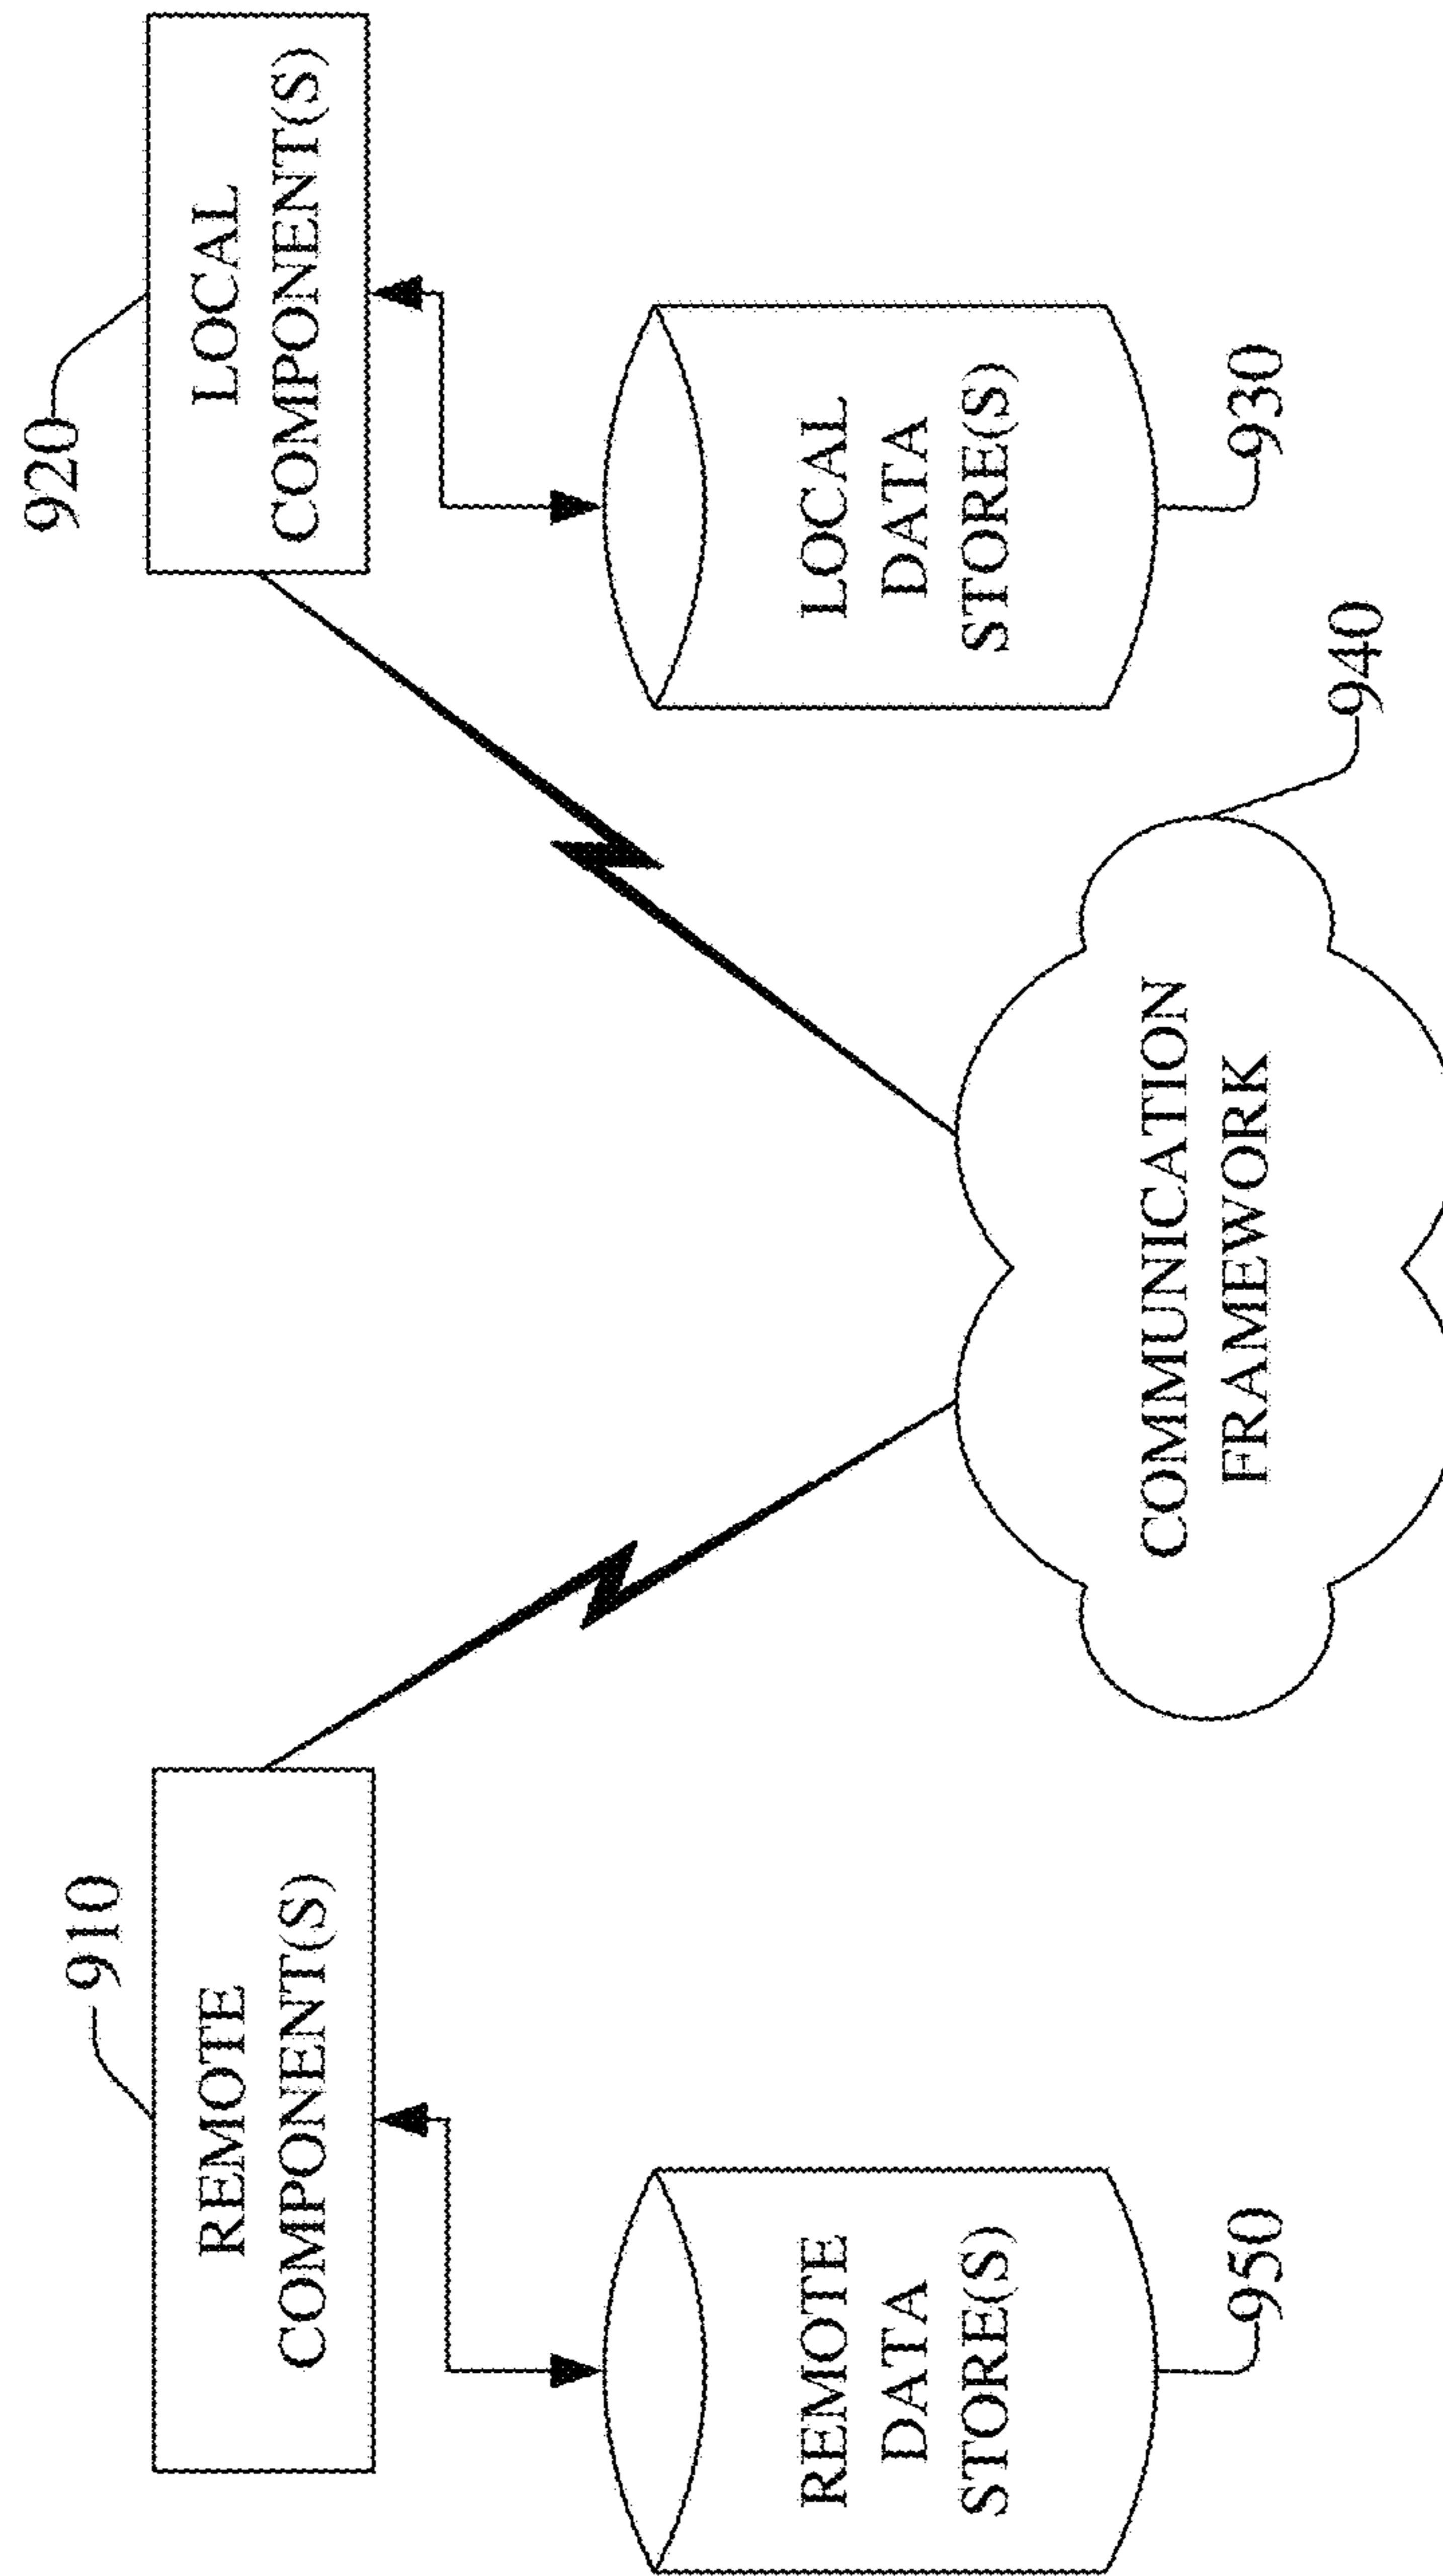 910
REMOTE
COMPONENT(S)
920
LOCAL
COMPONENT(S)
REMOTE
DATA
STORE(S)
950
LOCAL
DATA
STORE(S)
930
COMMUNICATION
FRAMEWORK
940